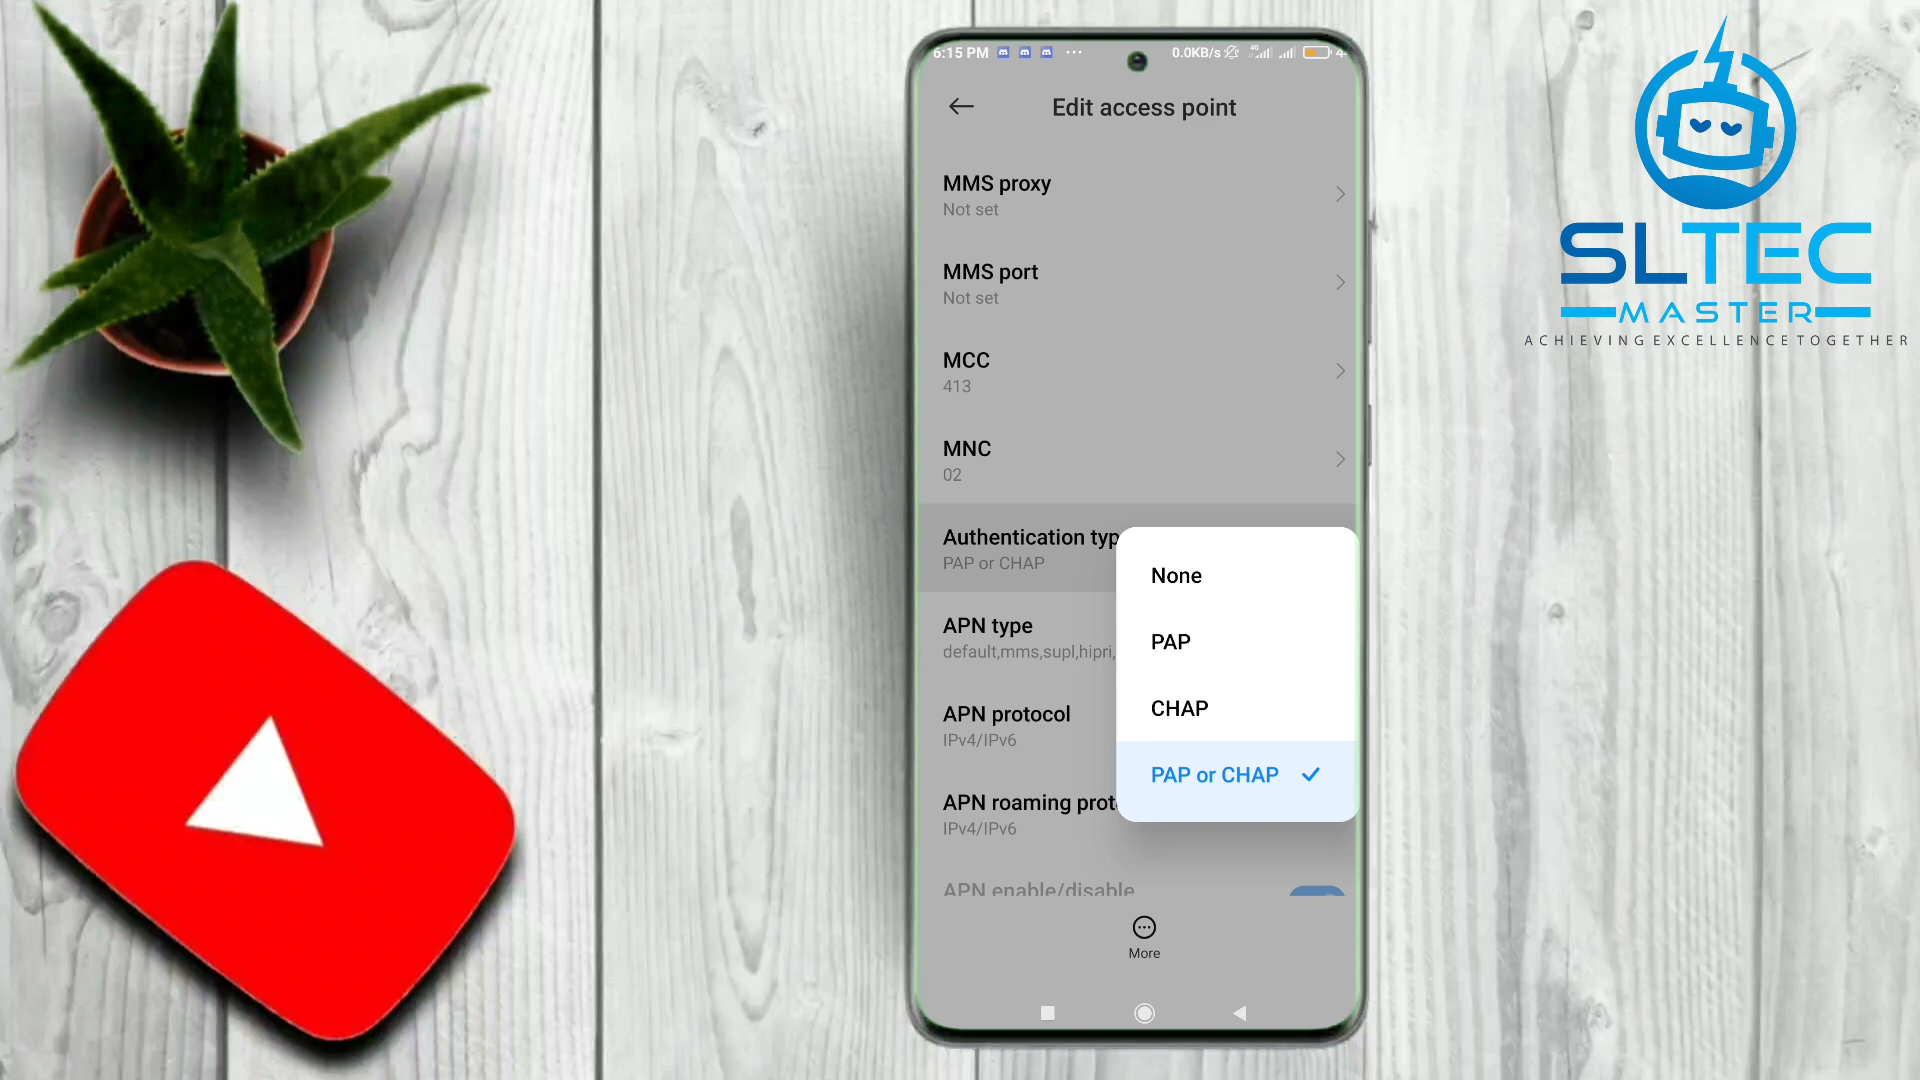 6:15 PM
0.0KB/s
4G
Edit access point
MMS proxy
Not set
MMS port
Not set
MCC
413
MNC
02
Authentication typ
PAP or CHAP
None
PAP
CHAP
PAP or CHAP
APN type
default,mms,supl,hipri,
APN protocol
IPv4/IPv6
APN roaming prot
IPv4/IPv6
APN enable/disable
More
SLTEC
MASTER
ACHIEVING EXCELLENCE TOGETHER